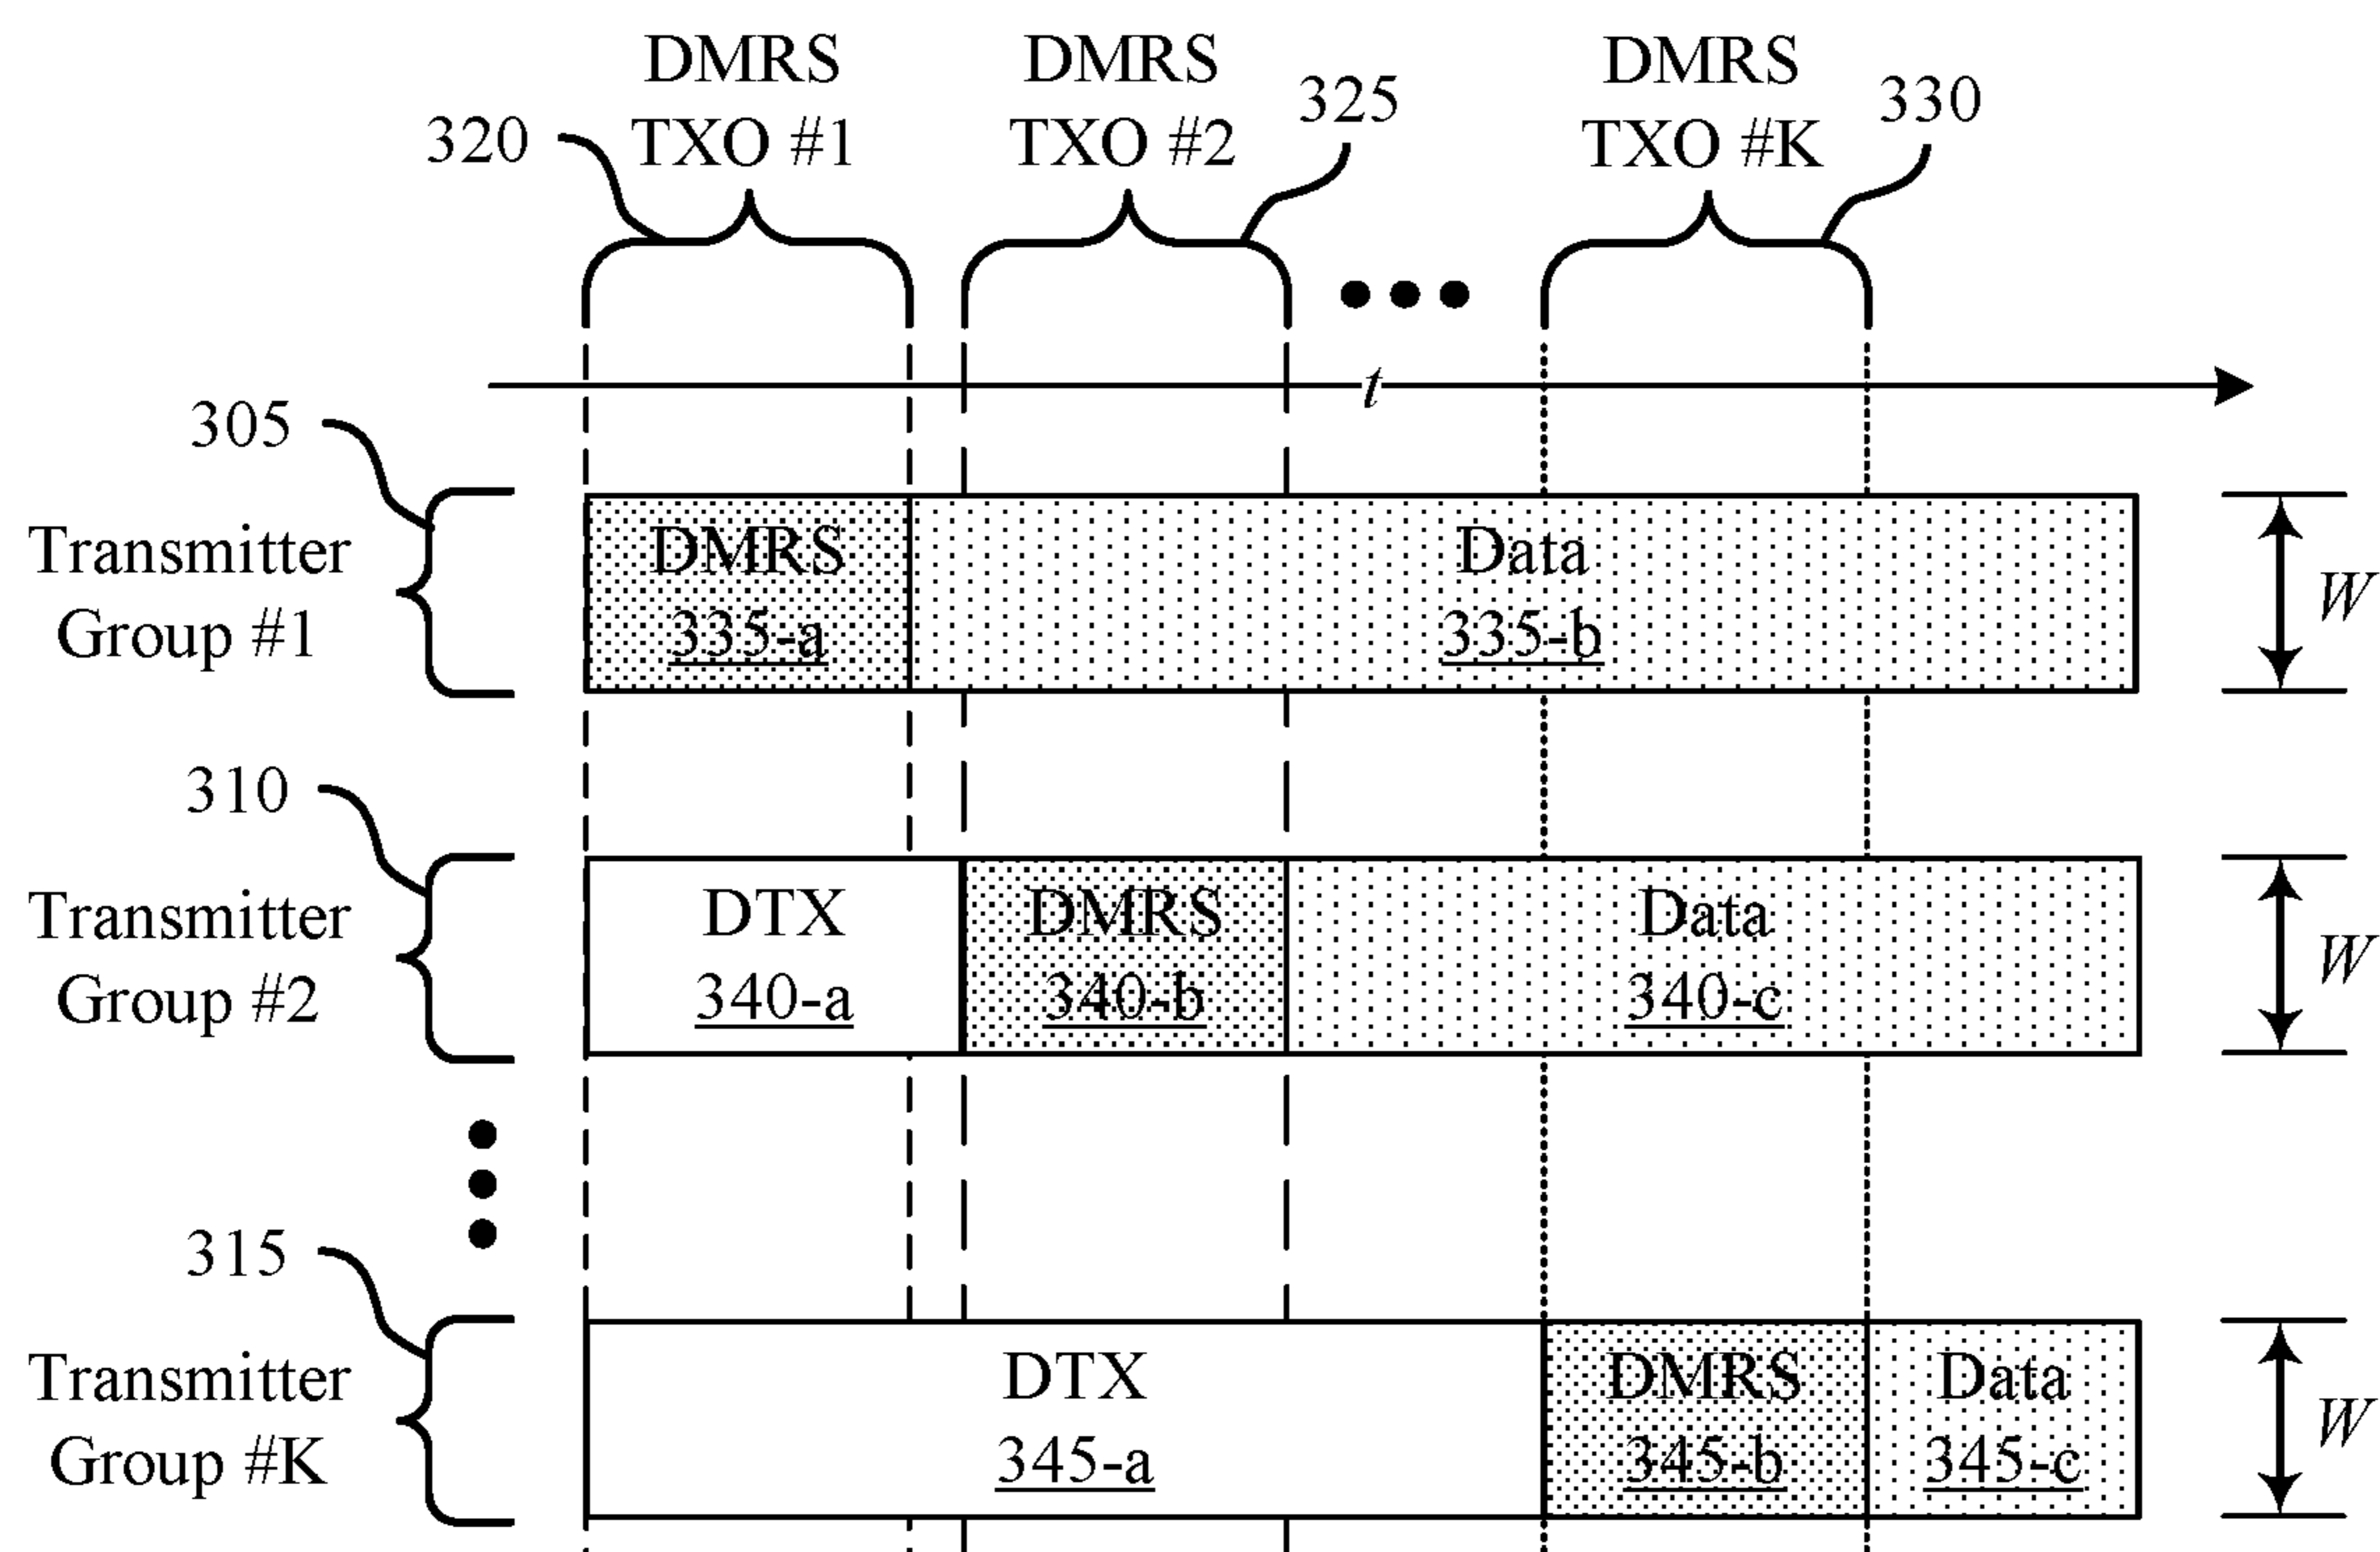 DMRS
TXO #1
DMRS
TXO #2
DMRS
TXO #K
320
325
330
t
305
Transmitter
Group #1
DMRS
335-a
Data
335-b
W
310
Transmitter
Group #2
DTX
340-a
DMRS
340-b
Data
340-c
W
315
Transmitter
Group #K
DTX
345-a
DMRS
345-b
Data
345-c
W